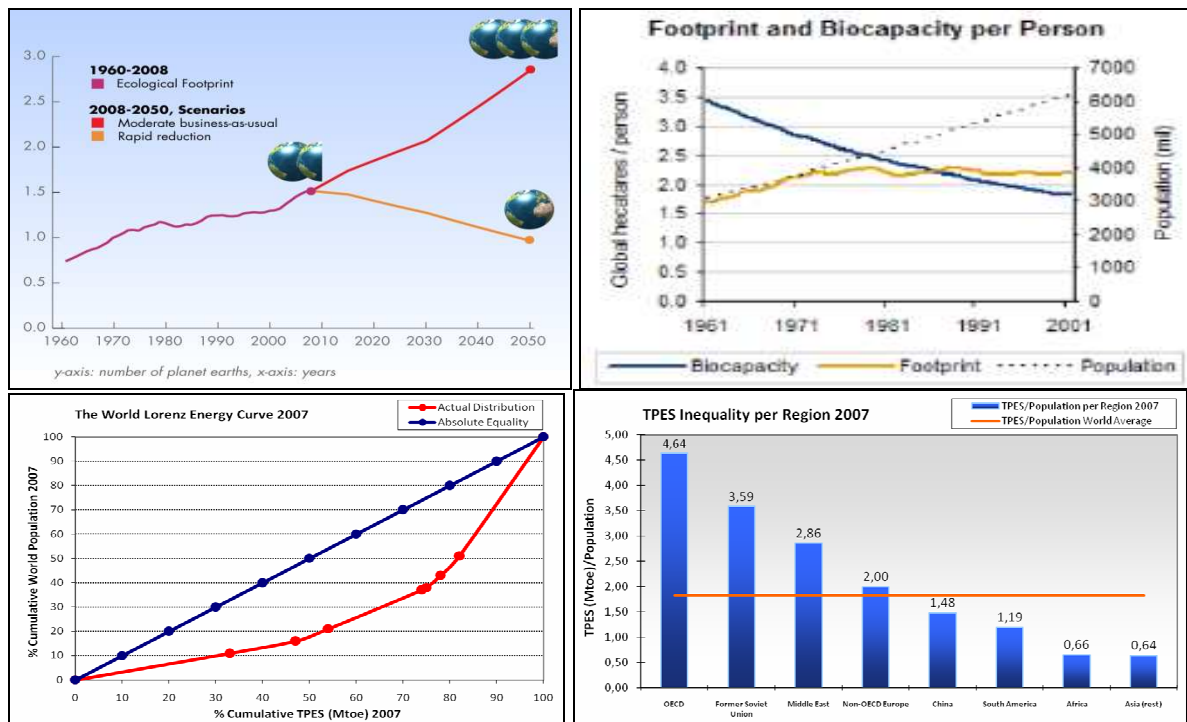 3.0
2.5
2.0
1.5
1.0
0.5
0.0
1960-2008
Ecological Footprint
2008-2050, Scenarios
Moderate business-as-usual
Rapid reduction
1960 1970 1980 1990 2000 2010 2020 2030 2040 2050
y-axis: number of planet earths, x-axis: years
Footprint and Biocapacity per Person
Global hecatares / person
4.0
3.5
3.0
2.5
2.0
1.5
1.0
0.5
0.0
7000
6000
5000
4000
3000
2000
1000
0
Population (mil)
1961 1971 1981 1991 2001
Biocapacity Footprint Population
The World Lorenz Energy Curve 2007
Actual Distribution
Absolute Equality
% Cumulative World Population 2007
100
90
80
70
60
50
40
30
20
10
0
0 10 20 30 40 50 60 70 80 90 100
% Cumulative TPES (Mtoe) 2007
TPES Inequality per Region 2007
TPES/Population per Region 2007
TPES/Population World Average
TPES (Mtoe)/Population
5,00
4,50
4,00
3,50
3,00
2,50
2,00
1,50
1,00
0,50
0,00
4,64
3,59
2,86
2,00
1,48
1,19
0,66
0,64
OECD
Former Soviet
Union
Middle East
Non-OECD Europe
China
South America
Africa
Asia (rest)